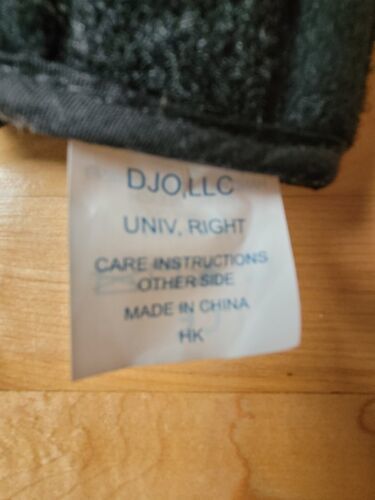 DJO,LLC
UNIV, RIGHT
CARE INSTRUCTIONS
OTHER SIDE
MADE IN CHINA
HK